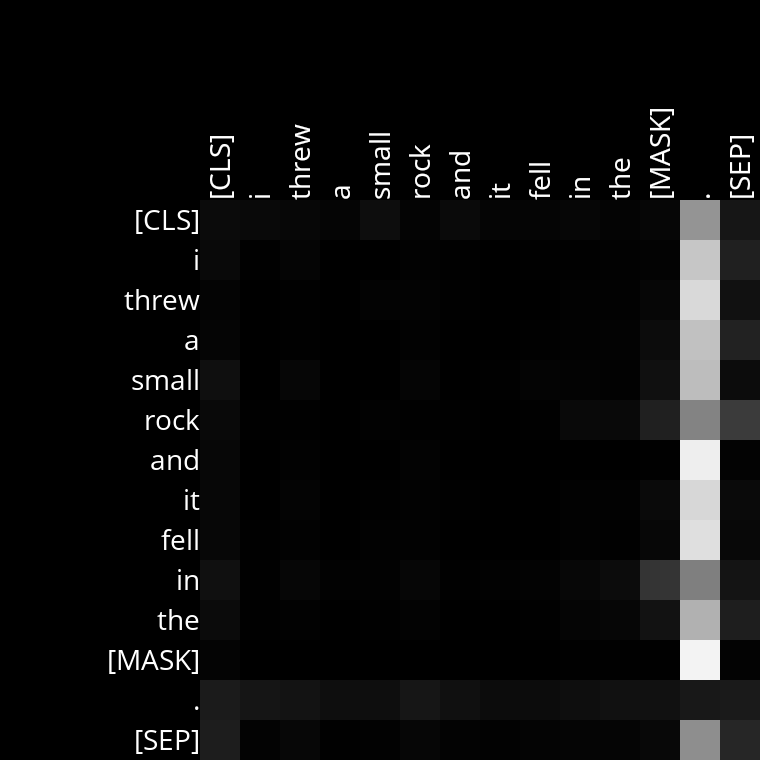 [CLS] i threw a small rock and it fell in the [MASK] . [SEP]
[CLS]
i
threw
a
small
rock
and
it
fell
in
the
[MASK]
.
[SEP]